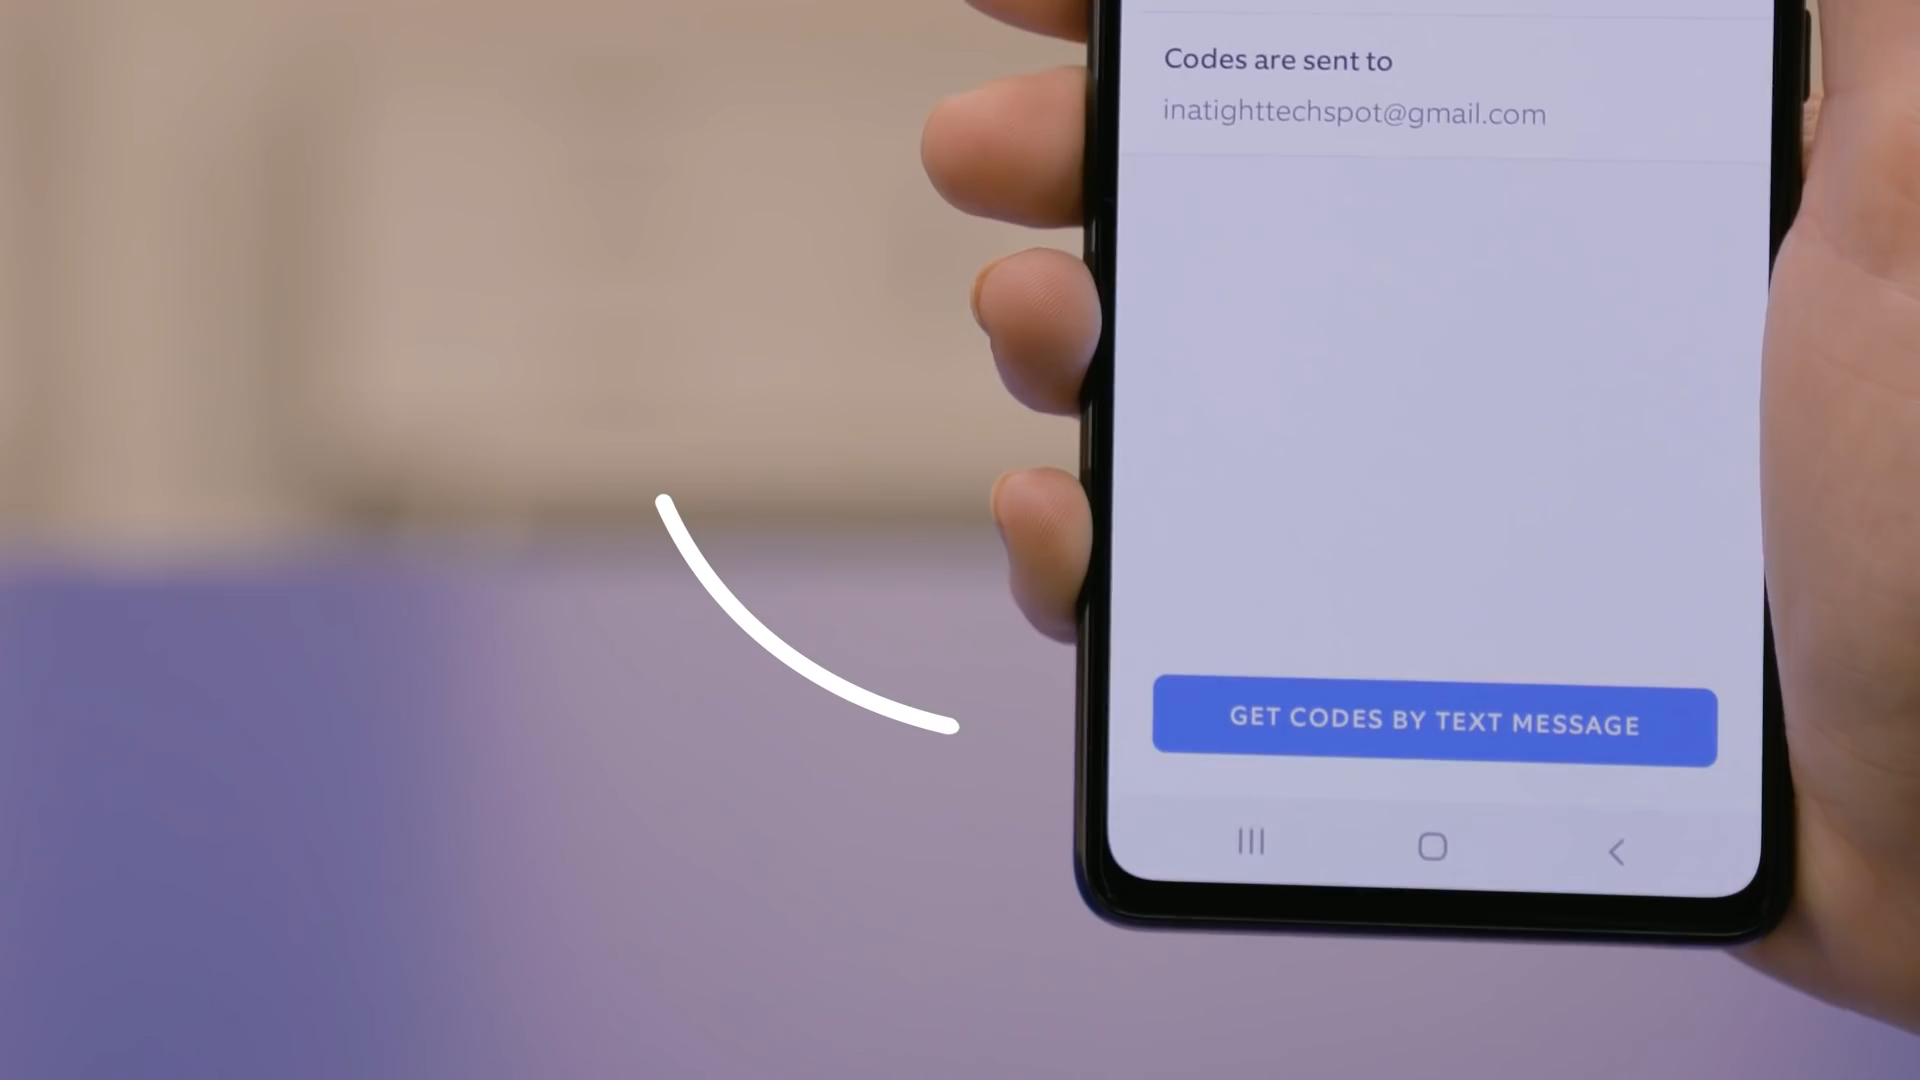 Codes are sent to
inatighttechspot@gmail.com
GET CODES BY TEXT MESSAGE